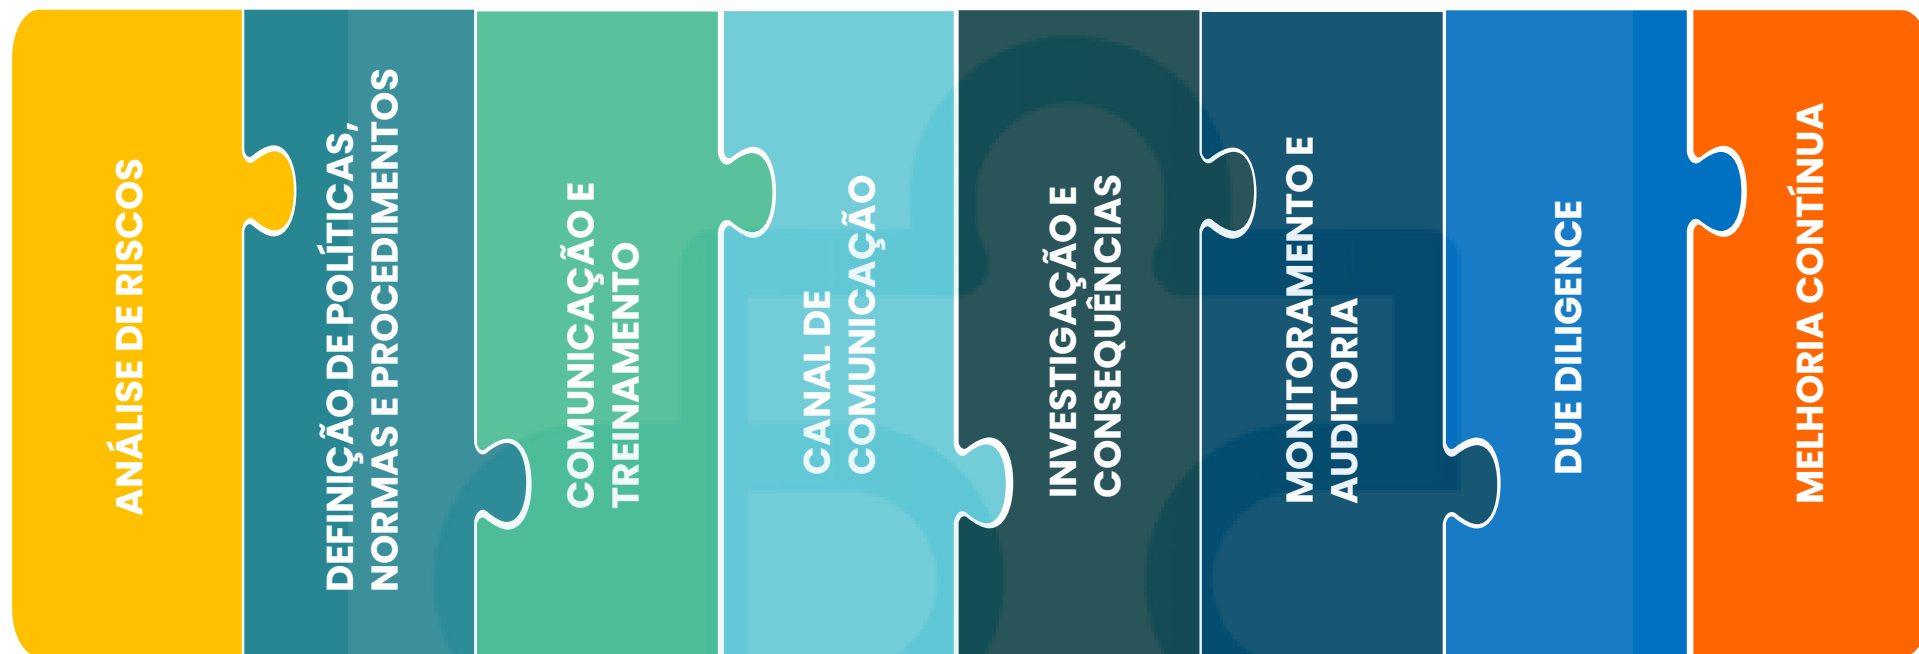 ANÁLISE DE RISCOS
DEFINIÇÃO DE POLÍTICAS,
NORMAS E PROCEDIMENTOS
COMUNICAÇÃO E
TREINAMENTO
CANAL DE
COMUNICAÇÃO
INVESTIGAÇÃO E
CONSEQUÊNCIAS
MONITORAMENTO E
AUDITORIA
DUE DILIGENCE
MELHORIA CONTÍNUA